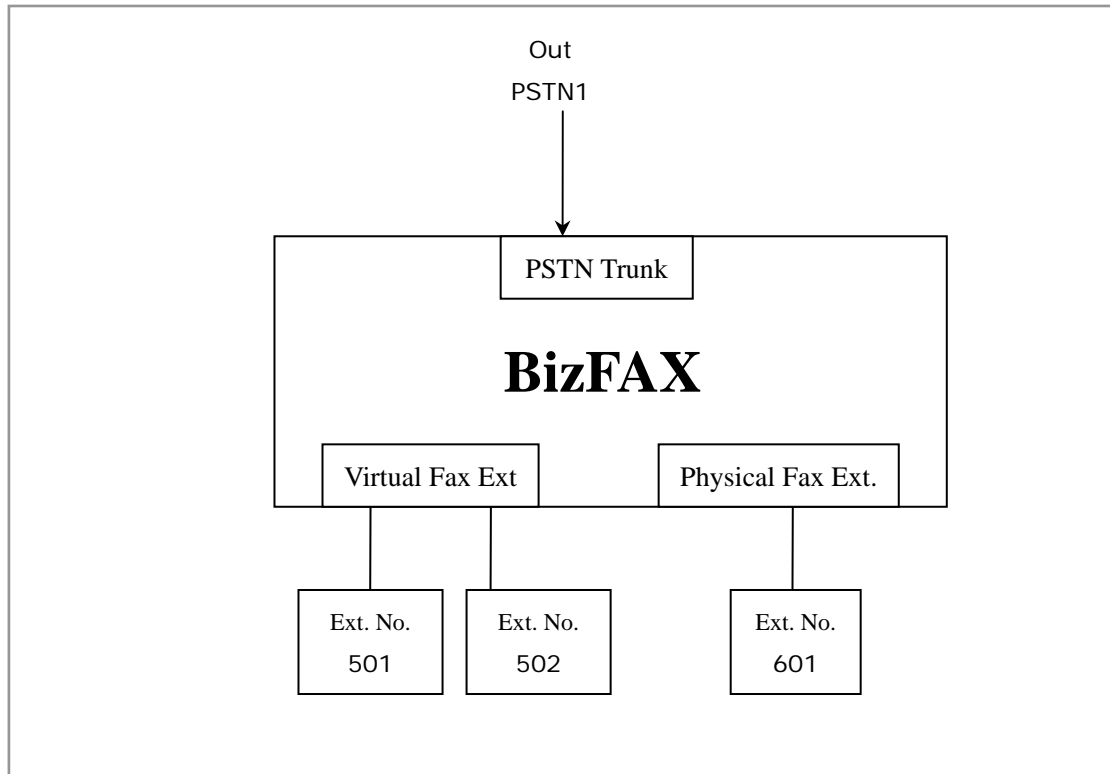 Out
PSTN1
PSTN Trunk
BizFAX
Virtual Fax Ext
Physical Fax Ext.
Ext. No.
501
Ext. No.
502
Ext. No.
601